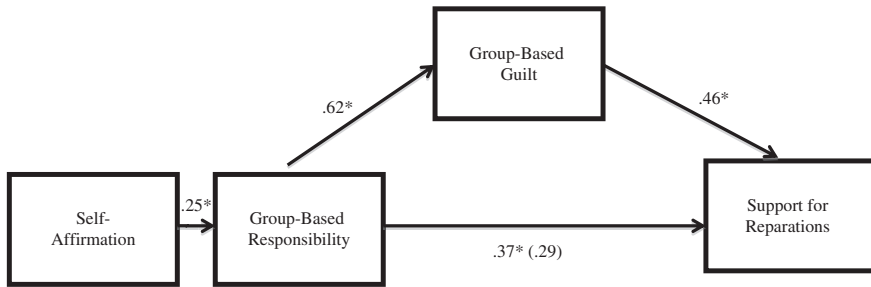 Group-Based
Guilt
.62*
.46*
Self-
Affirmation
.25*
Group-Based
Responsibility
.37* (.29)
Support for
Reparations